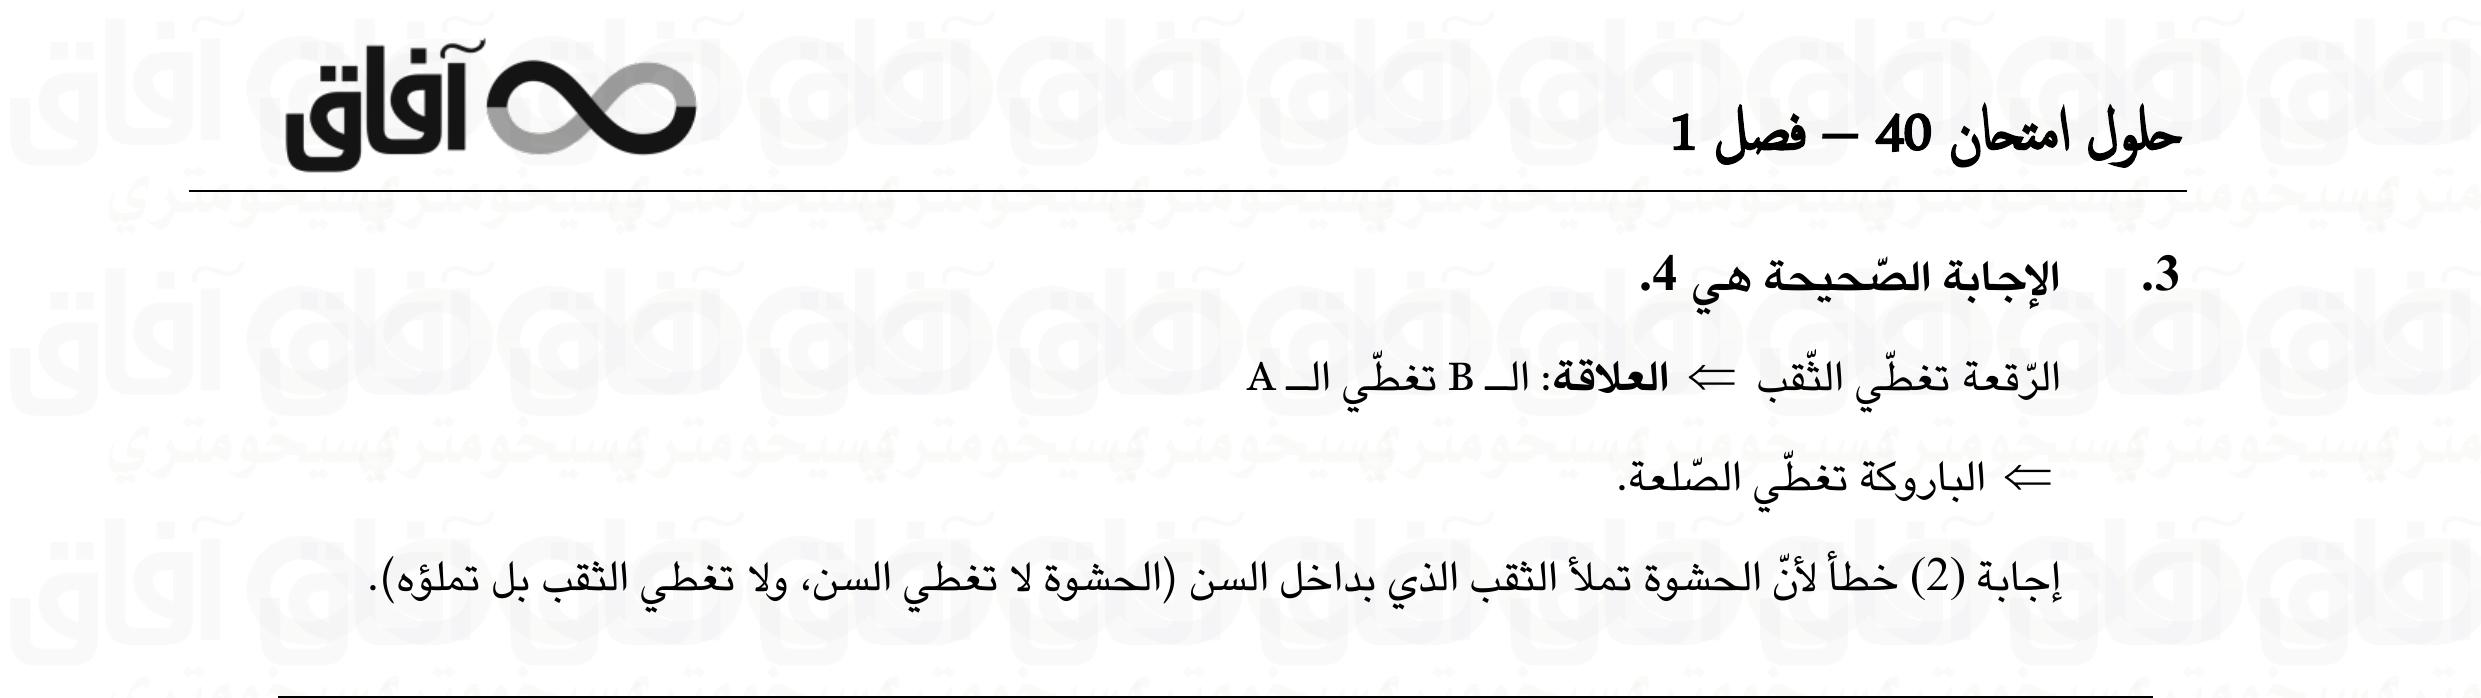 آفاق
حلول امتحان 40 – فصل 1
3. الإجابة الصّحيحة هي 4.
الرّقعة تغطّي الثّقب ⇐ العلاقة: الـ B تغطّي الـ A
⇐ الباروكة تغطّي الصّلعة.
إجابة (2) خطأ لأنّ الحشوة تملأ الثقب الذي بداخل السن (الحشوة لا تغطي السن، ولا تغطي الثقب بل تملؤه).